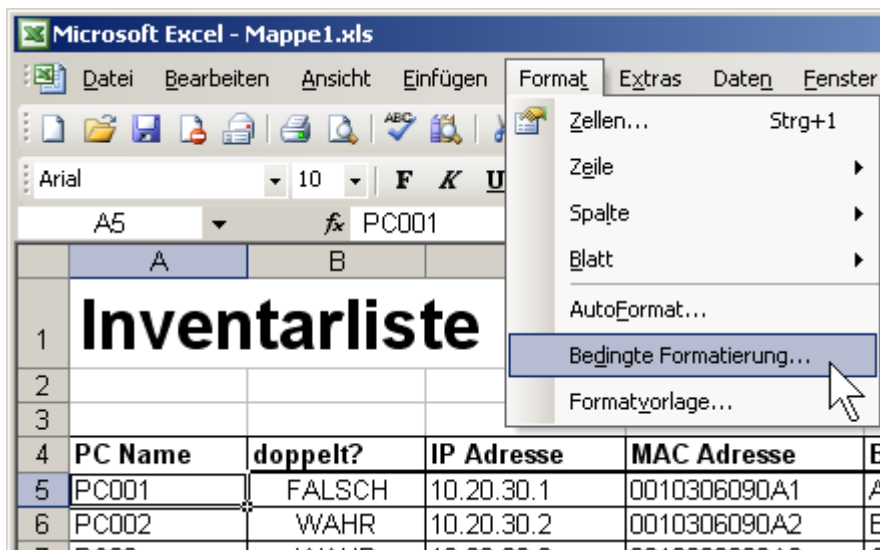 Microsoft Excel - Mappe1.xls
Datei Bearbeiten Ansicht Einfügen Format Extras Daten Fenster
ABC
Zellen... Strg+1
Zeile
Arial 10 F K U
Spalte
A5 fx PC001
Blatt
A B
AutoFormat...
1 Inventarliste
Bedingte Formatierung...
2
Formatvorlage...
3
4 PC Name doppelt? IP Adresse MAC Adresse
5 PC001 FALSCH 10.20.30.1 0010306090A1
6 PC002 WAHR 10.20.30.2 0010306090A2